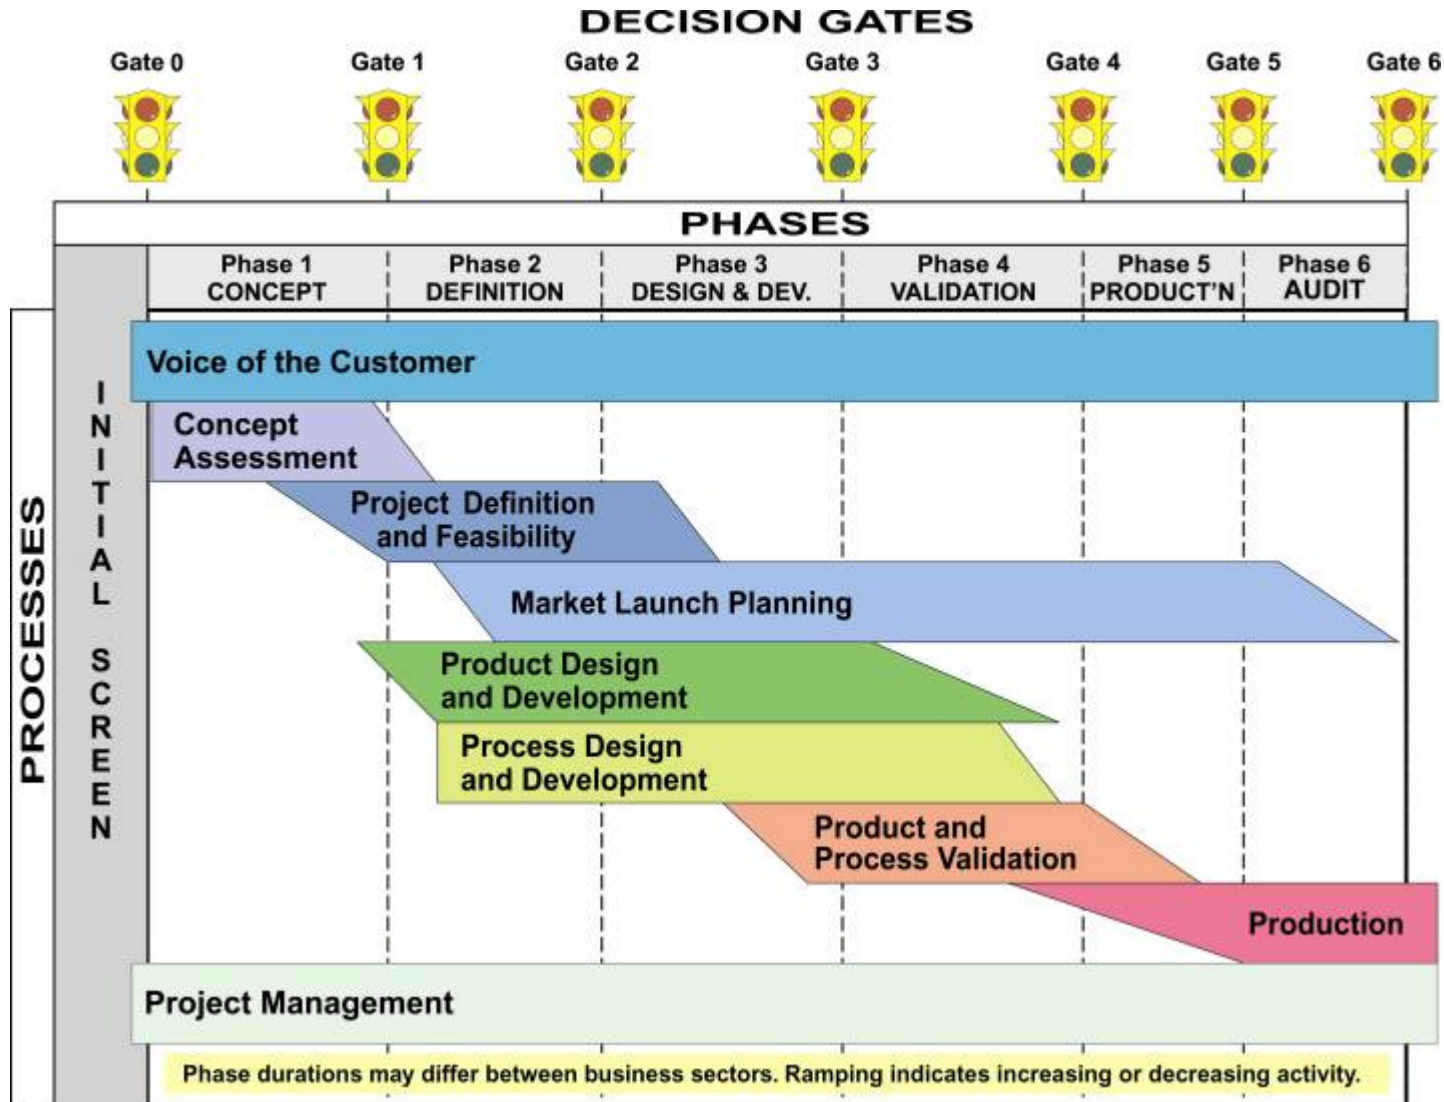 DECISION GATES
Gate 0 Gate 1 Gate 2 Gate 3 Gate 4 Gate 5 Gate 6
PHASES
Phase 1 Phase 2 Phase 3 Phase 4 Phase 5 Phase 6
CONCEPT DEFINITION DESIGN & DEV. VALIDATION PRODUCT'N AUDIT
PROCESSES
INITIAL SCREEN
Voice of the Customer
Concept
Assessment
Project Definition
and Feasibility
Market Launch Planning
Product Design
and Development
Process Design
and Development
Product and
Process Validation
Production
Project Management
Phase durations may differ between business sectors. Ramping indicates increasing or decreasing activity.